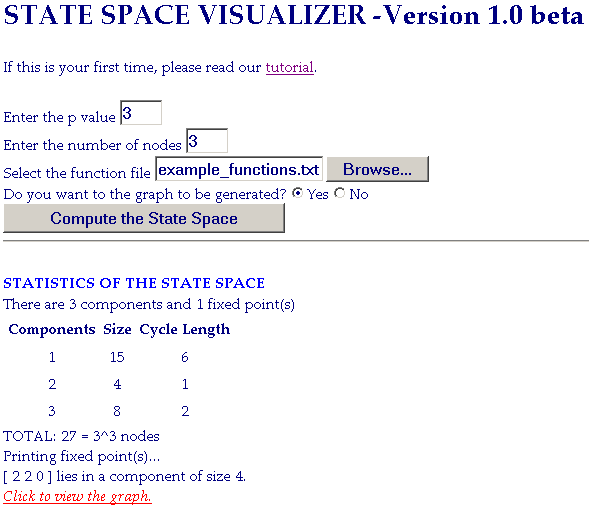 STATE SPACE VISUALIZER -Version 1.0 beta
If this is your first time, please read our tutorial.
Enter the p value 3
Enter the number of nodes 3
Select the function file example_functions.txt Browse...
Do you want to the graph to be generated? Yes No
Compute the State Space
STATISTICS OF THE STATE SPACE
There are 3 components and 1 fixed point(s)
Components Size Cycle Length
1 15 6
2 4 1
3 8 2
TOTAL: 27 = 3^3 nodes
Printing fixed point(s)...
[ 2 2 0 ] lies in a component of size 4.
Click to view the graph.